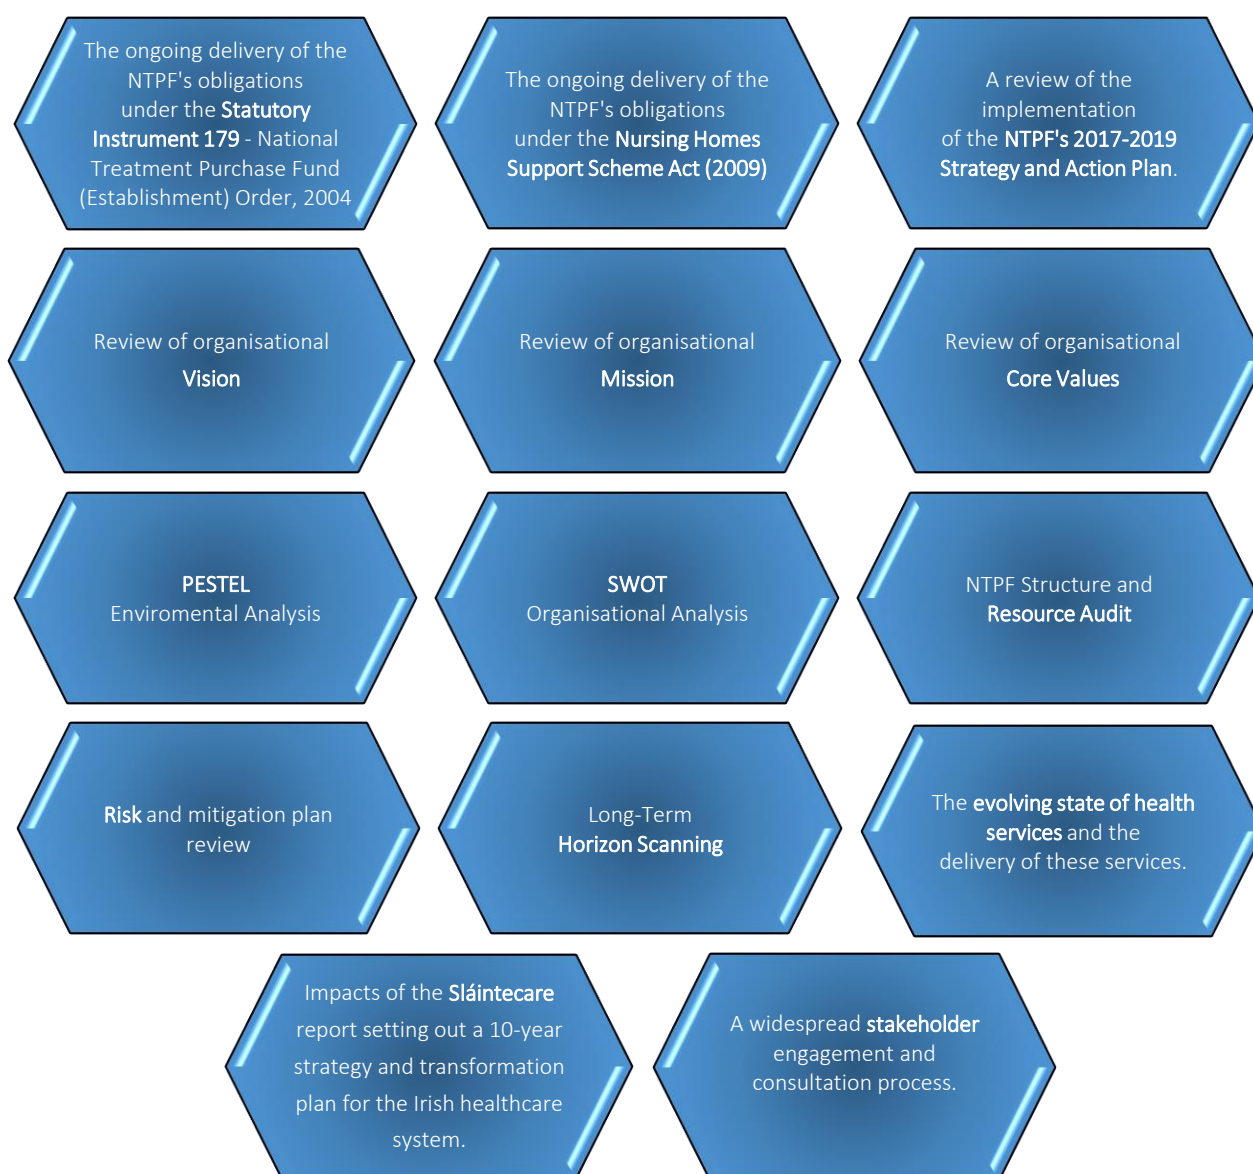 The ongoing delivery of the
NTPF's obligations
under the Statutory
Instrument 179 - National
Treatment Purchase Fund
(Establishment) Order, 2004
The ongoing delivery of the
NTPF's obligations
under the Nursing Homes
Support Scheme Act (2009)
A review of the
implementation
of the NTPF's 2017-2019
Strategy and Action Plan.
Review of organisational
Vision
Review of organisational
Mission
Review of organisational
Core Values
PESTEL
Enviromental Analysis
SWOT
Organisational Analysis
NTPF Structure and
Resource Audit
Risk and mitigation plan
review
Long-Term
Horizon Scanning
The evolving state of health
services and the
delivery of these services.
Impacts of the Sláintecare
report setting out a 10-year
strategy and transformation
plan for the Irish healthcare
system.
A widespread stakeholder
engagement and
consultation process.